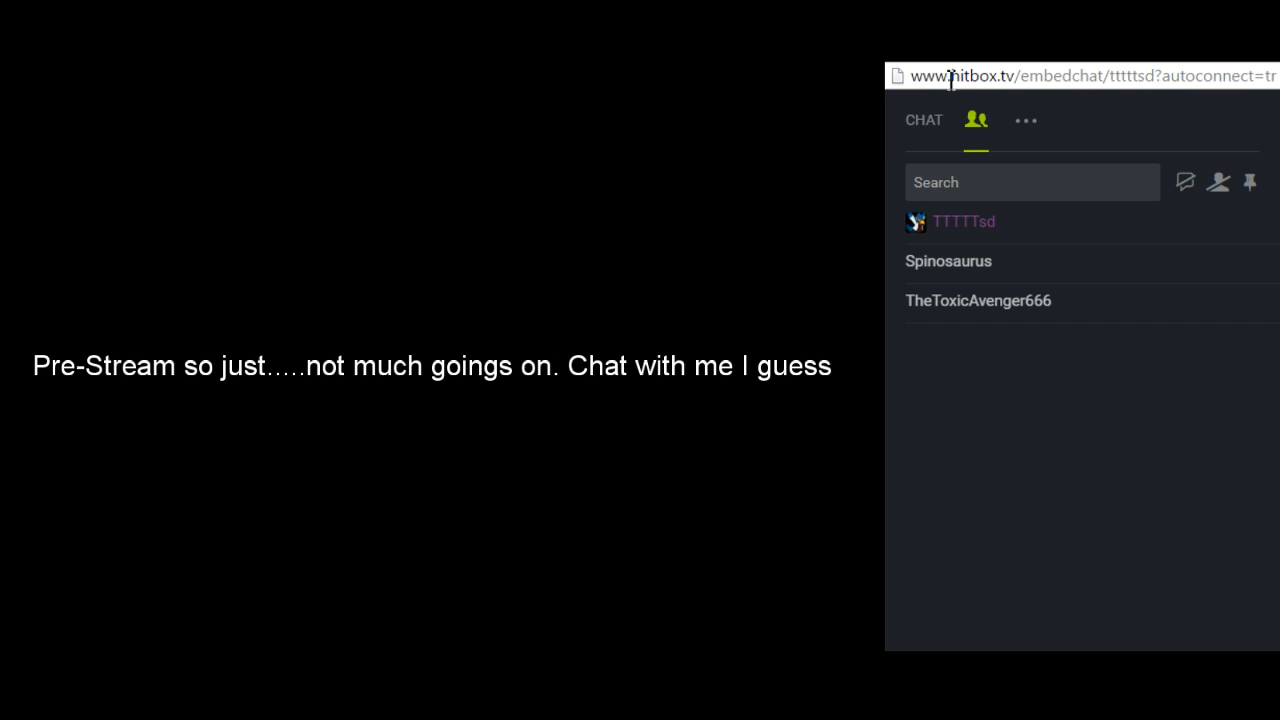 www.hitbox.tv/embedchat/tttttsd?autoconnect=tr
CHAT
Search
TTTTTsd
Spinosaurus
TheToxicAvenger666
Pre-Stream so just.....not much goings on. Chat with me I guess